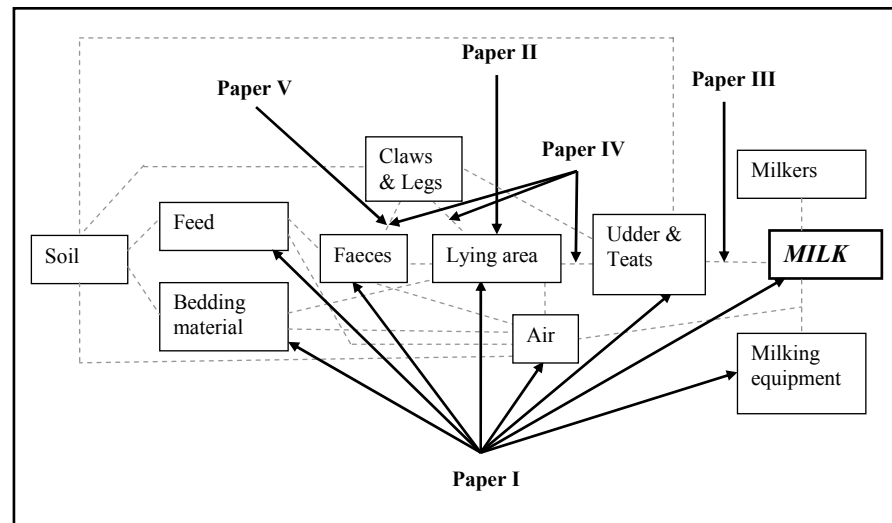 Paper II
Paper V
Paper III
Paper IV
Claws
& Legs
Milkers
Feed
Soil
Faeces
Lying area
Udder &
Teats
MILK
Bedding
material
Air
Milking
equipment
Paper I